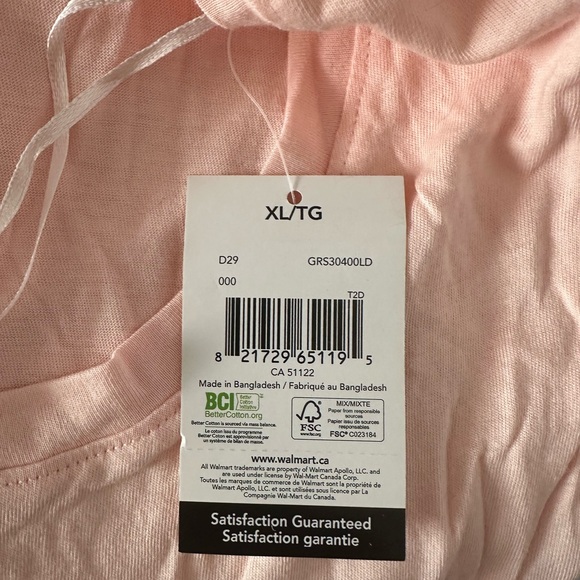 XL/TG
D29 GRS30400LD
000
T2D
8 21729 65119 5
CA 51122
Made in Bangladesh / Fabriqué au Bangladesh
BCI Better Cotton Initiative
BetterCotton.org
Better Cotton is sourced via mass balance.
Le coton issu du programme
Better Cotton est approvisionné par
un système de bilan de masse.
FSC
www.fsc.org
MIX/MIXTE
Paper from responsible
sources
Papier issu de sources
responsables
FSC® C023184
www.walmart.ca
All Walmart trademarks are property of Walmart Apollo, LLC. and
are used under license by Wal-Mart Canada Corp.
Toutes les marques de commerce de Walmart sont la propriété de
Walmart Apollo, LLC. et sont utilisées sous licence par La
Compagnie Wal-Mart du Canada.
Satisfaction Guaranteed
Satisfaction garantie